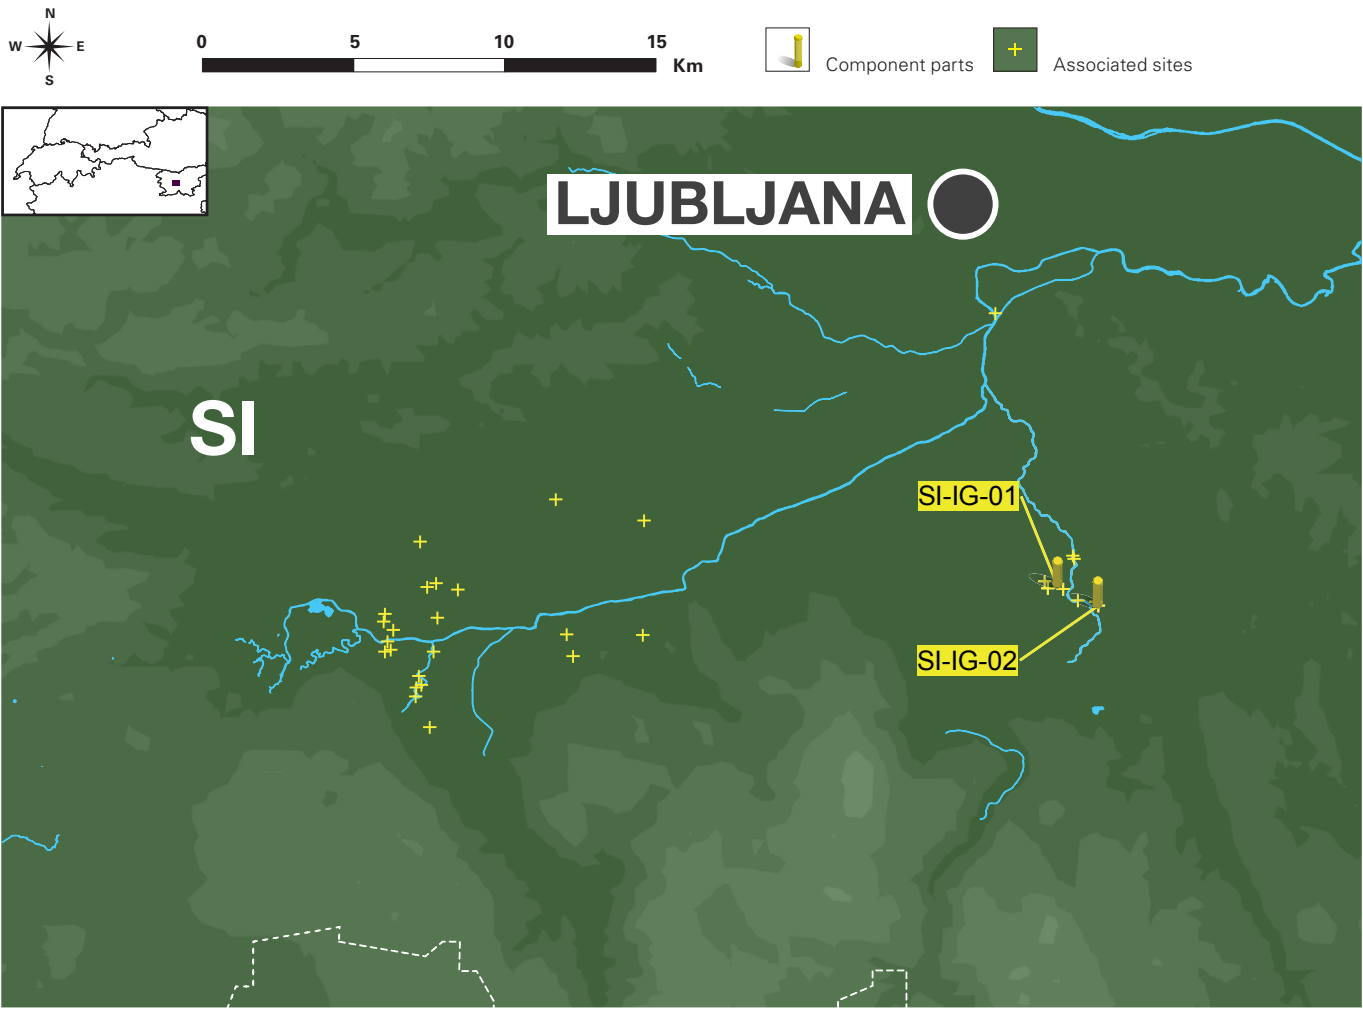 N
W E
S
0 5 10 15
Km
Component parts
Associated sites
LJUBLJANA
SI
SI-IG-01
SI-IG-02